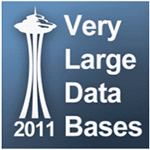 Very
Large
Data
2011 Bases